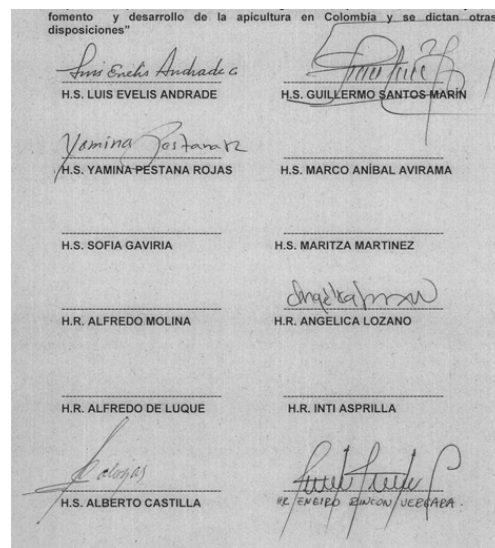 fomento y desarrollo de la apicultura en Colombia y se dictan otras
disposiciones"
Luis Evelis Andrade
H.S. LUIS EVELIS ANDRADE
H.S. GUILLERMO SANTOS MARÍN
Yamina Pestana R
H.S. YAMINA PESTANA ROJAS
H.S. MARCO ANÍBAL AVIRAMA
H.S. SOFIA GAVIRIA
H.S. MARITZA MARTINEZ
H.R. ALFREDO MOLINA
Angelica
H.R. ANGELICA LOZANO
H.R. ALFREDO DE LUQUE
H.R. INTI ASPRILLA
H.S. ALBERTO CASTILLA
HR. ENEIRO RINCON VERGARA.